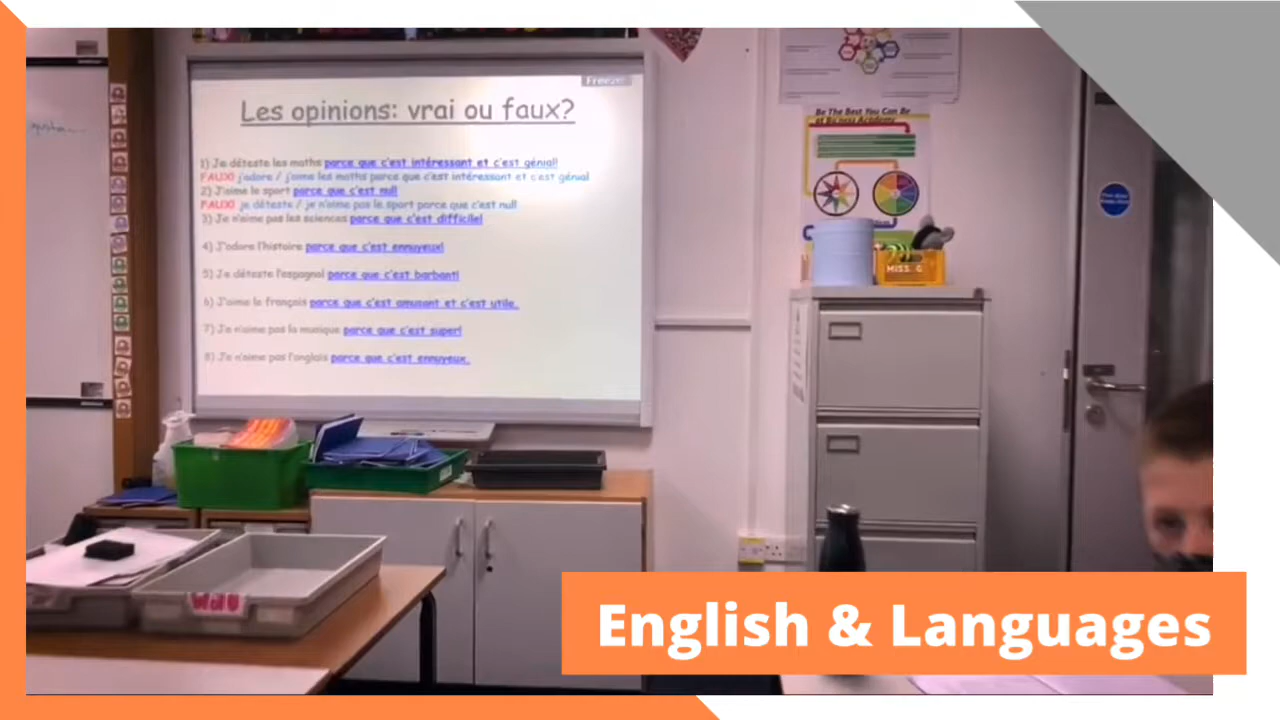 Freeze
Les opinions: vrai ou faux?
1) Je déteste les maths parce que c'est intéressant et c'est génial!
FAUX! j'adore / j'aime les maths parce que c'est intéressant et c'est génial
2) J'aime le sport parce que c'est nul!
FAUX! je déteste / je n'aime pas le sport parce que c'est nul!
3) Je n'aime pas les sciences parce que c'est difficile!
4) J'adore l'histoire parce que c'est ennuyeux!
5) Je déteste l'espagnol parce que c'est barbant!
6) J'aime le français parce que c'est amusant et c'est utile.
7) Je n'aime pas la musique parce que c'est super!
8) Je n'aime pas l'anglais parce que c'est ennuyeux.
Be The Best You Can Be
Academy
MISS. G
English & Languages